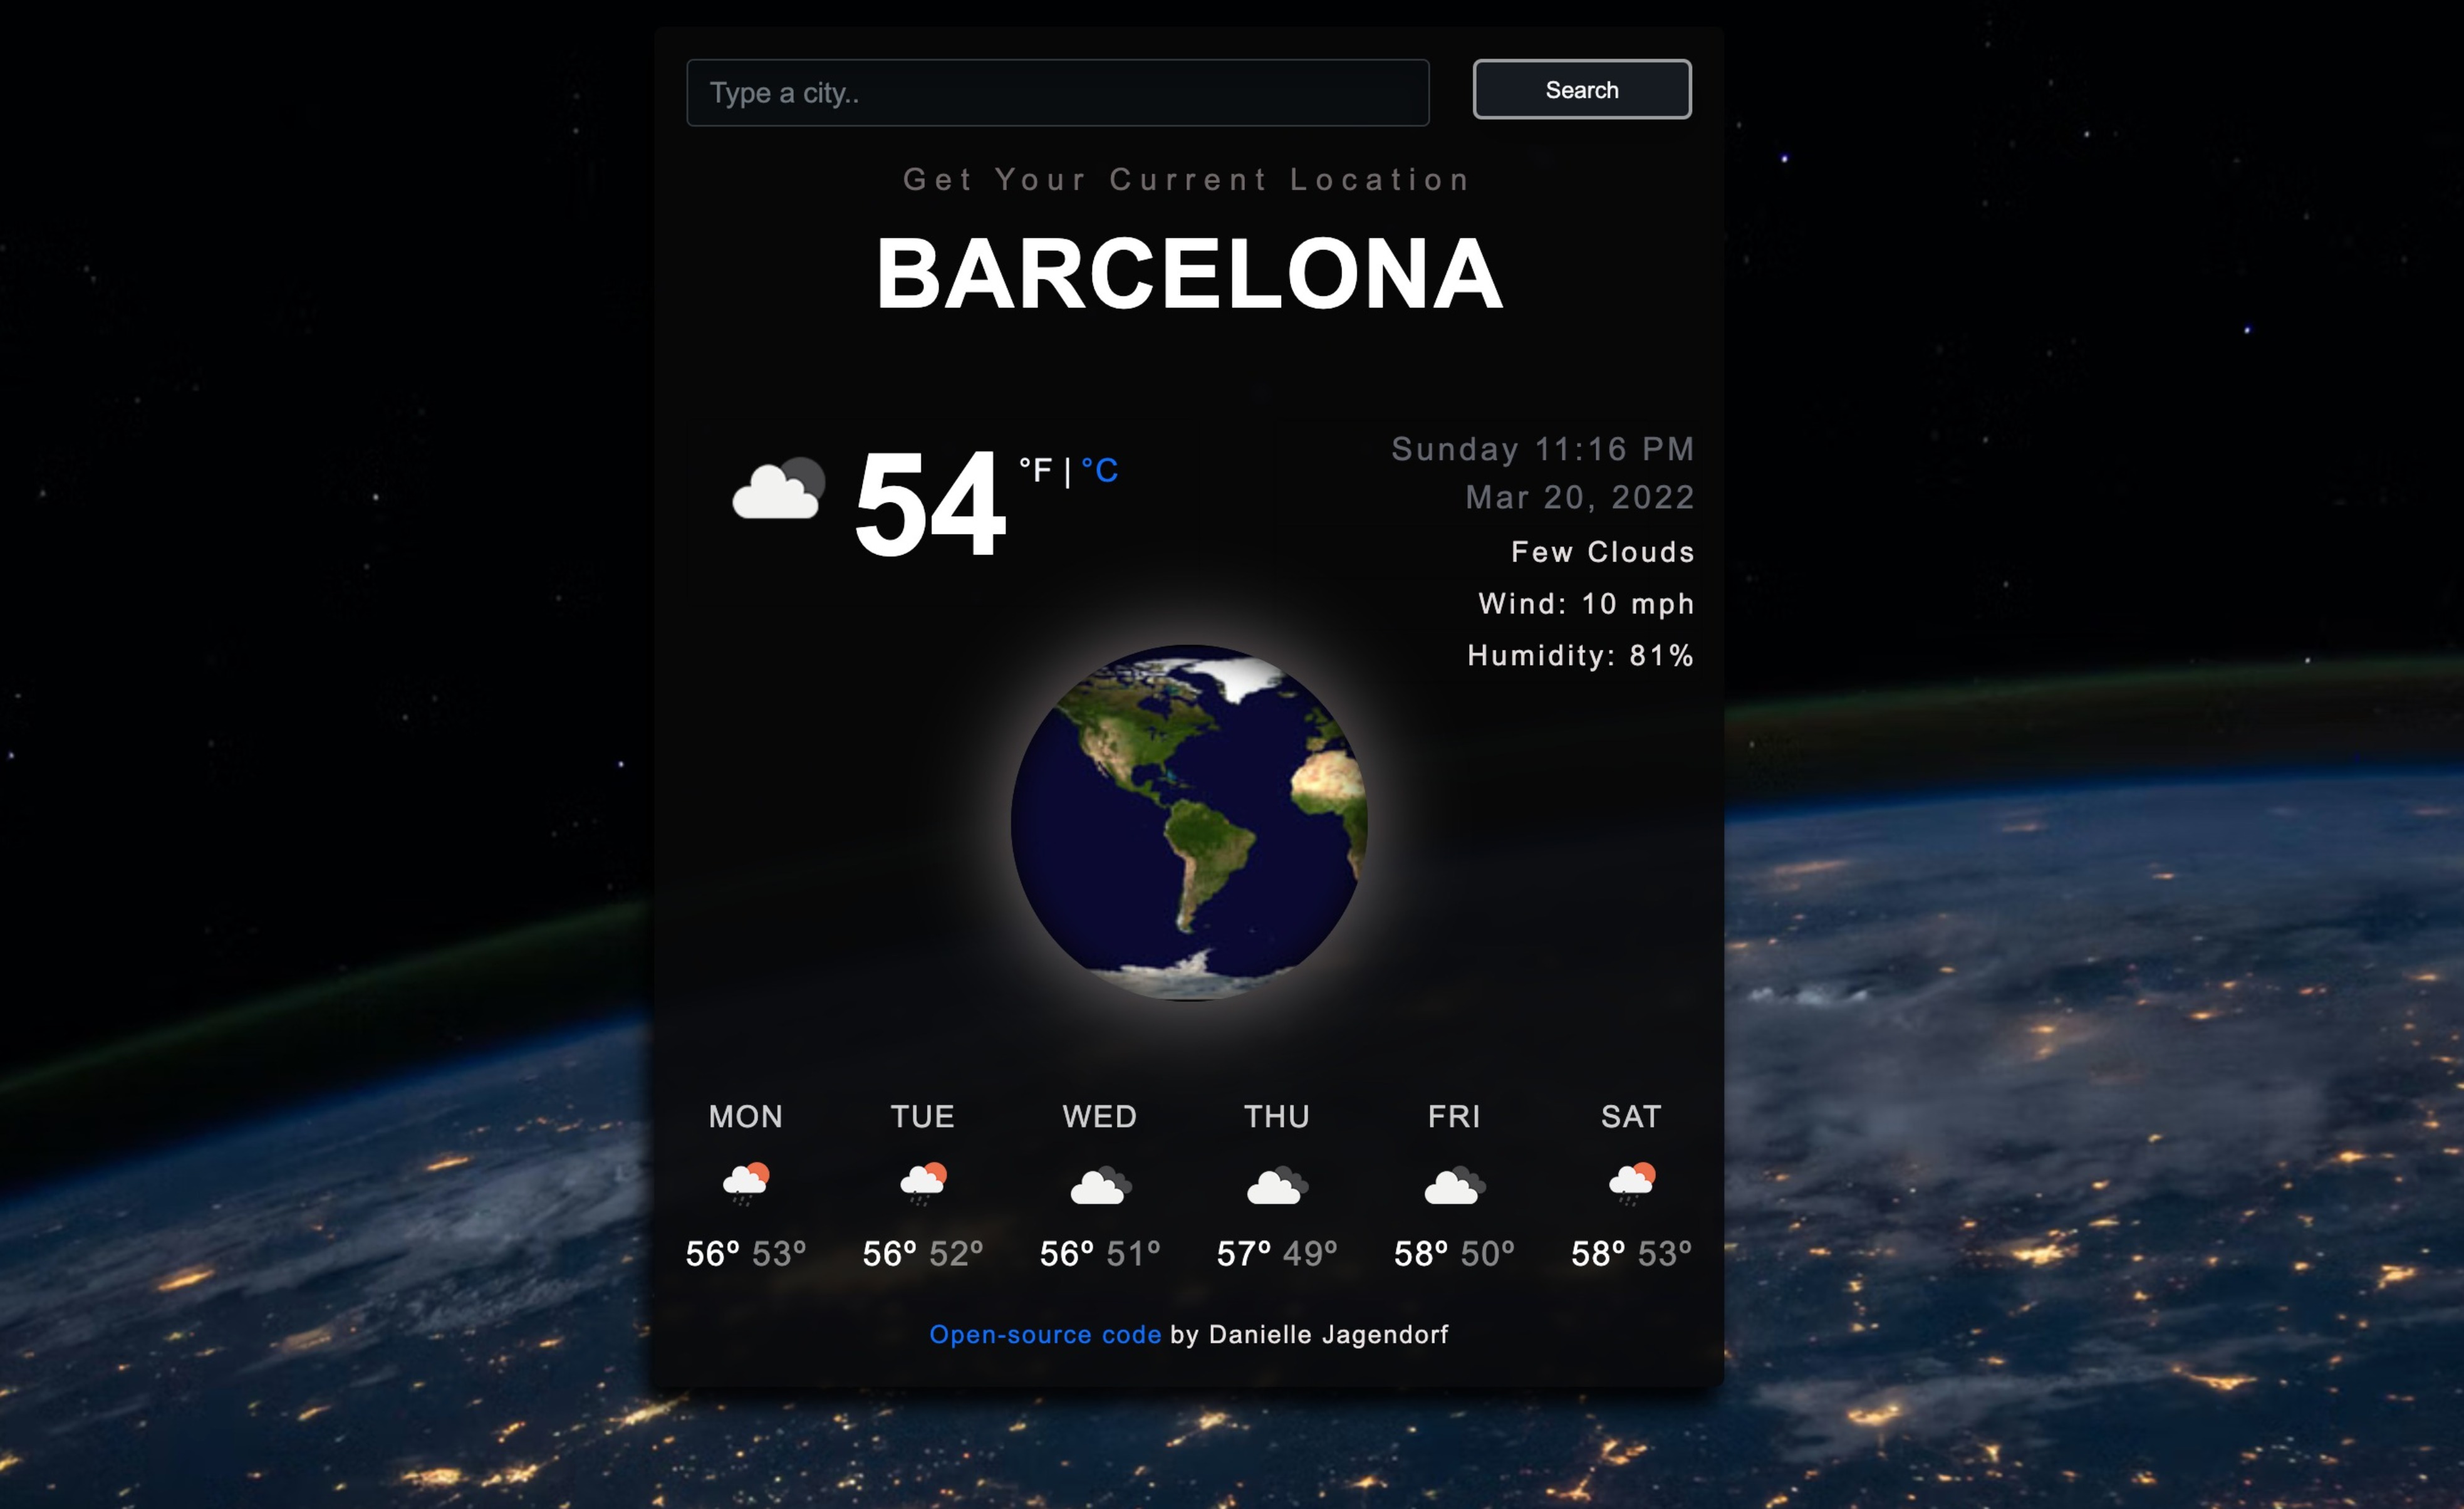 Type a city..
Search
Get Your Current Location
BARCELONA
54 °F | °C
Sunday 11:16 PM
Mar 20, 2022
Few Clouds
Wind: 10 mph
Humidity: 81%
MON TUE WED THU FRI SAT
56º 53º 56º 52º 56º 51º 57º 49º 58º 50º 58º 53º
Open-source code by Danielle Jagendorf